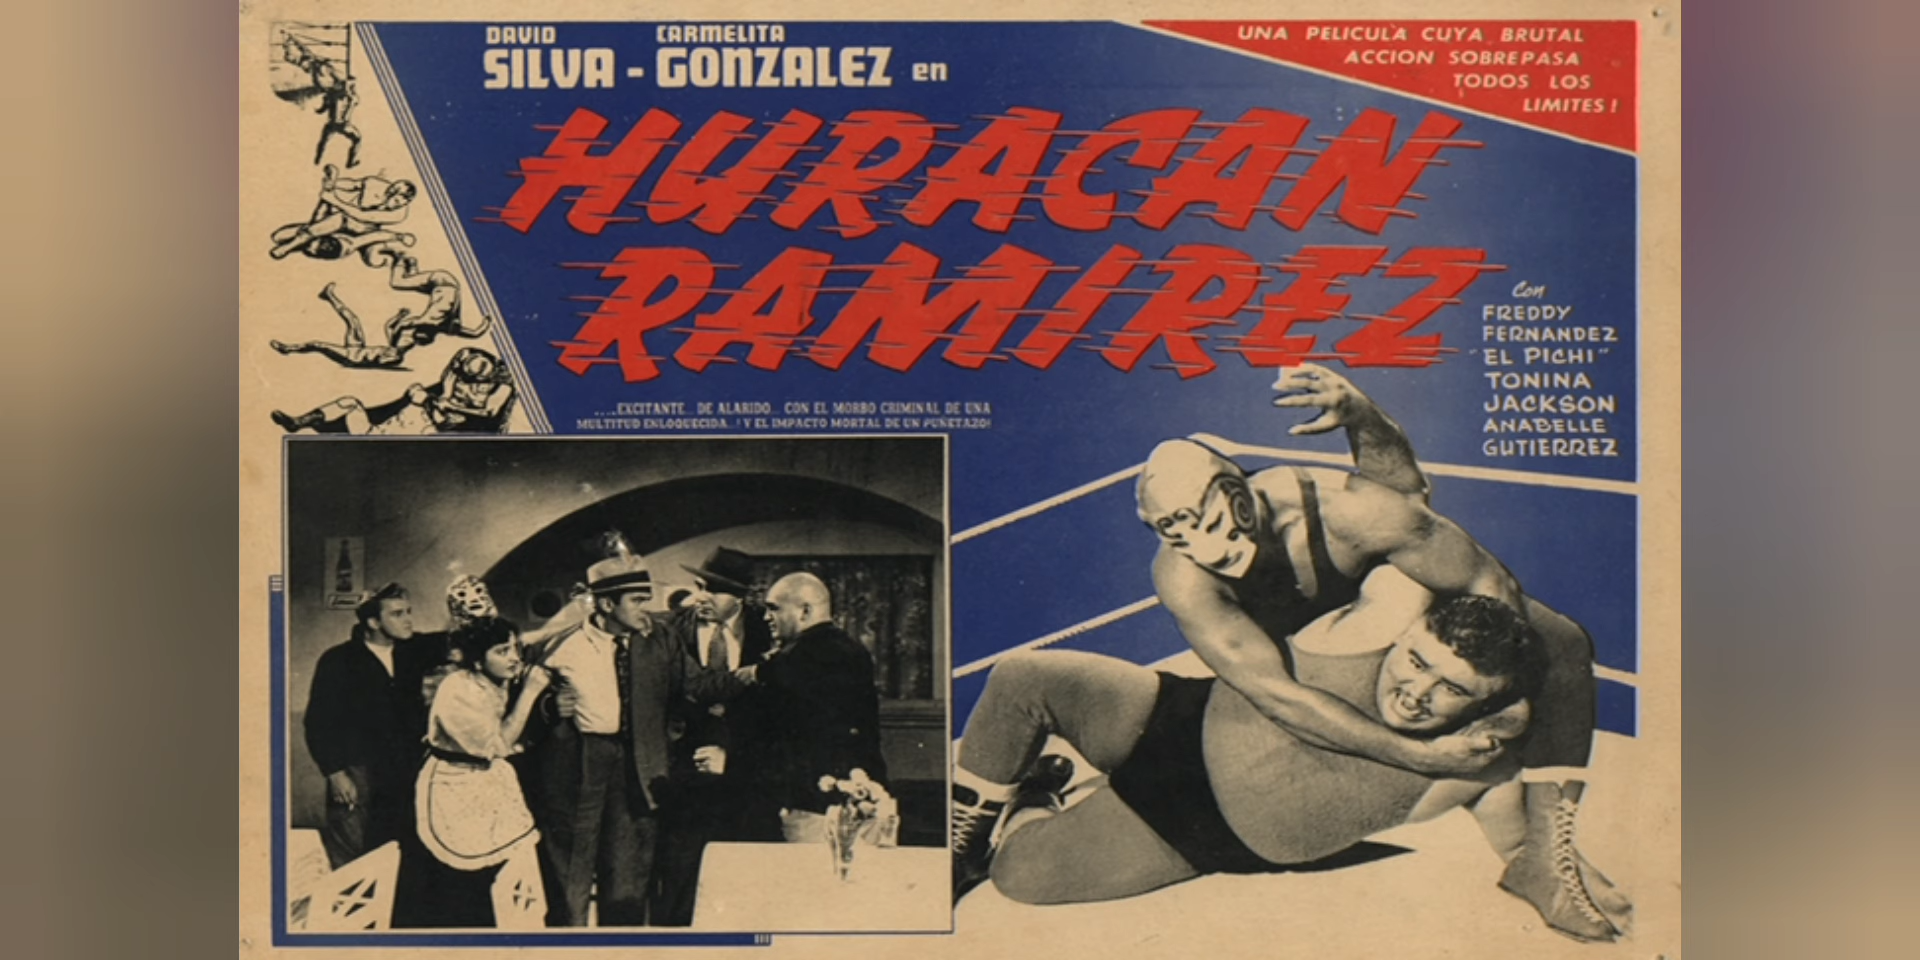 DAVID CARMELITA
SILVA - GONZALEZ en
UNA PELICULA CUYA BRUTAL
ACCION SOBREPASA
TODOS LOS
LIMITES!
HURACAN
RAMIREZ
Con
FREDDY
FERNANDEZ
"EL PICHI"
TONINA
JACKSON
ANABELLE
GUTIERREZ
....EXCITANTE... DE ALARIDO... CON EL MORBO CRIMINAL DE UNA
MULTITUD ENLOQUECIDA...! Y EL IMPACTO MORTAL DE UN PUÑETAZO!